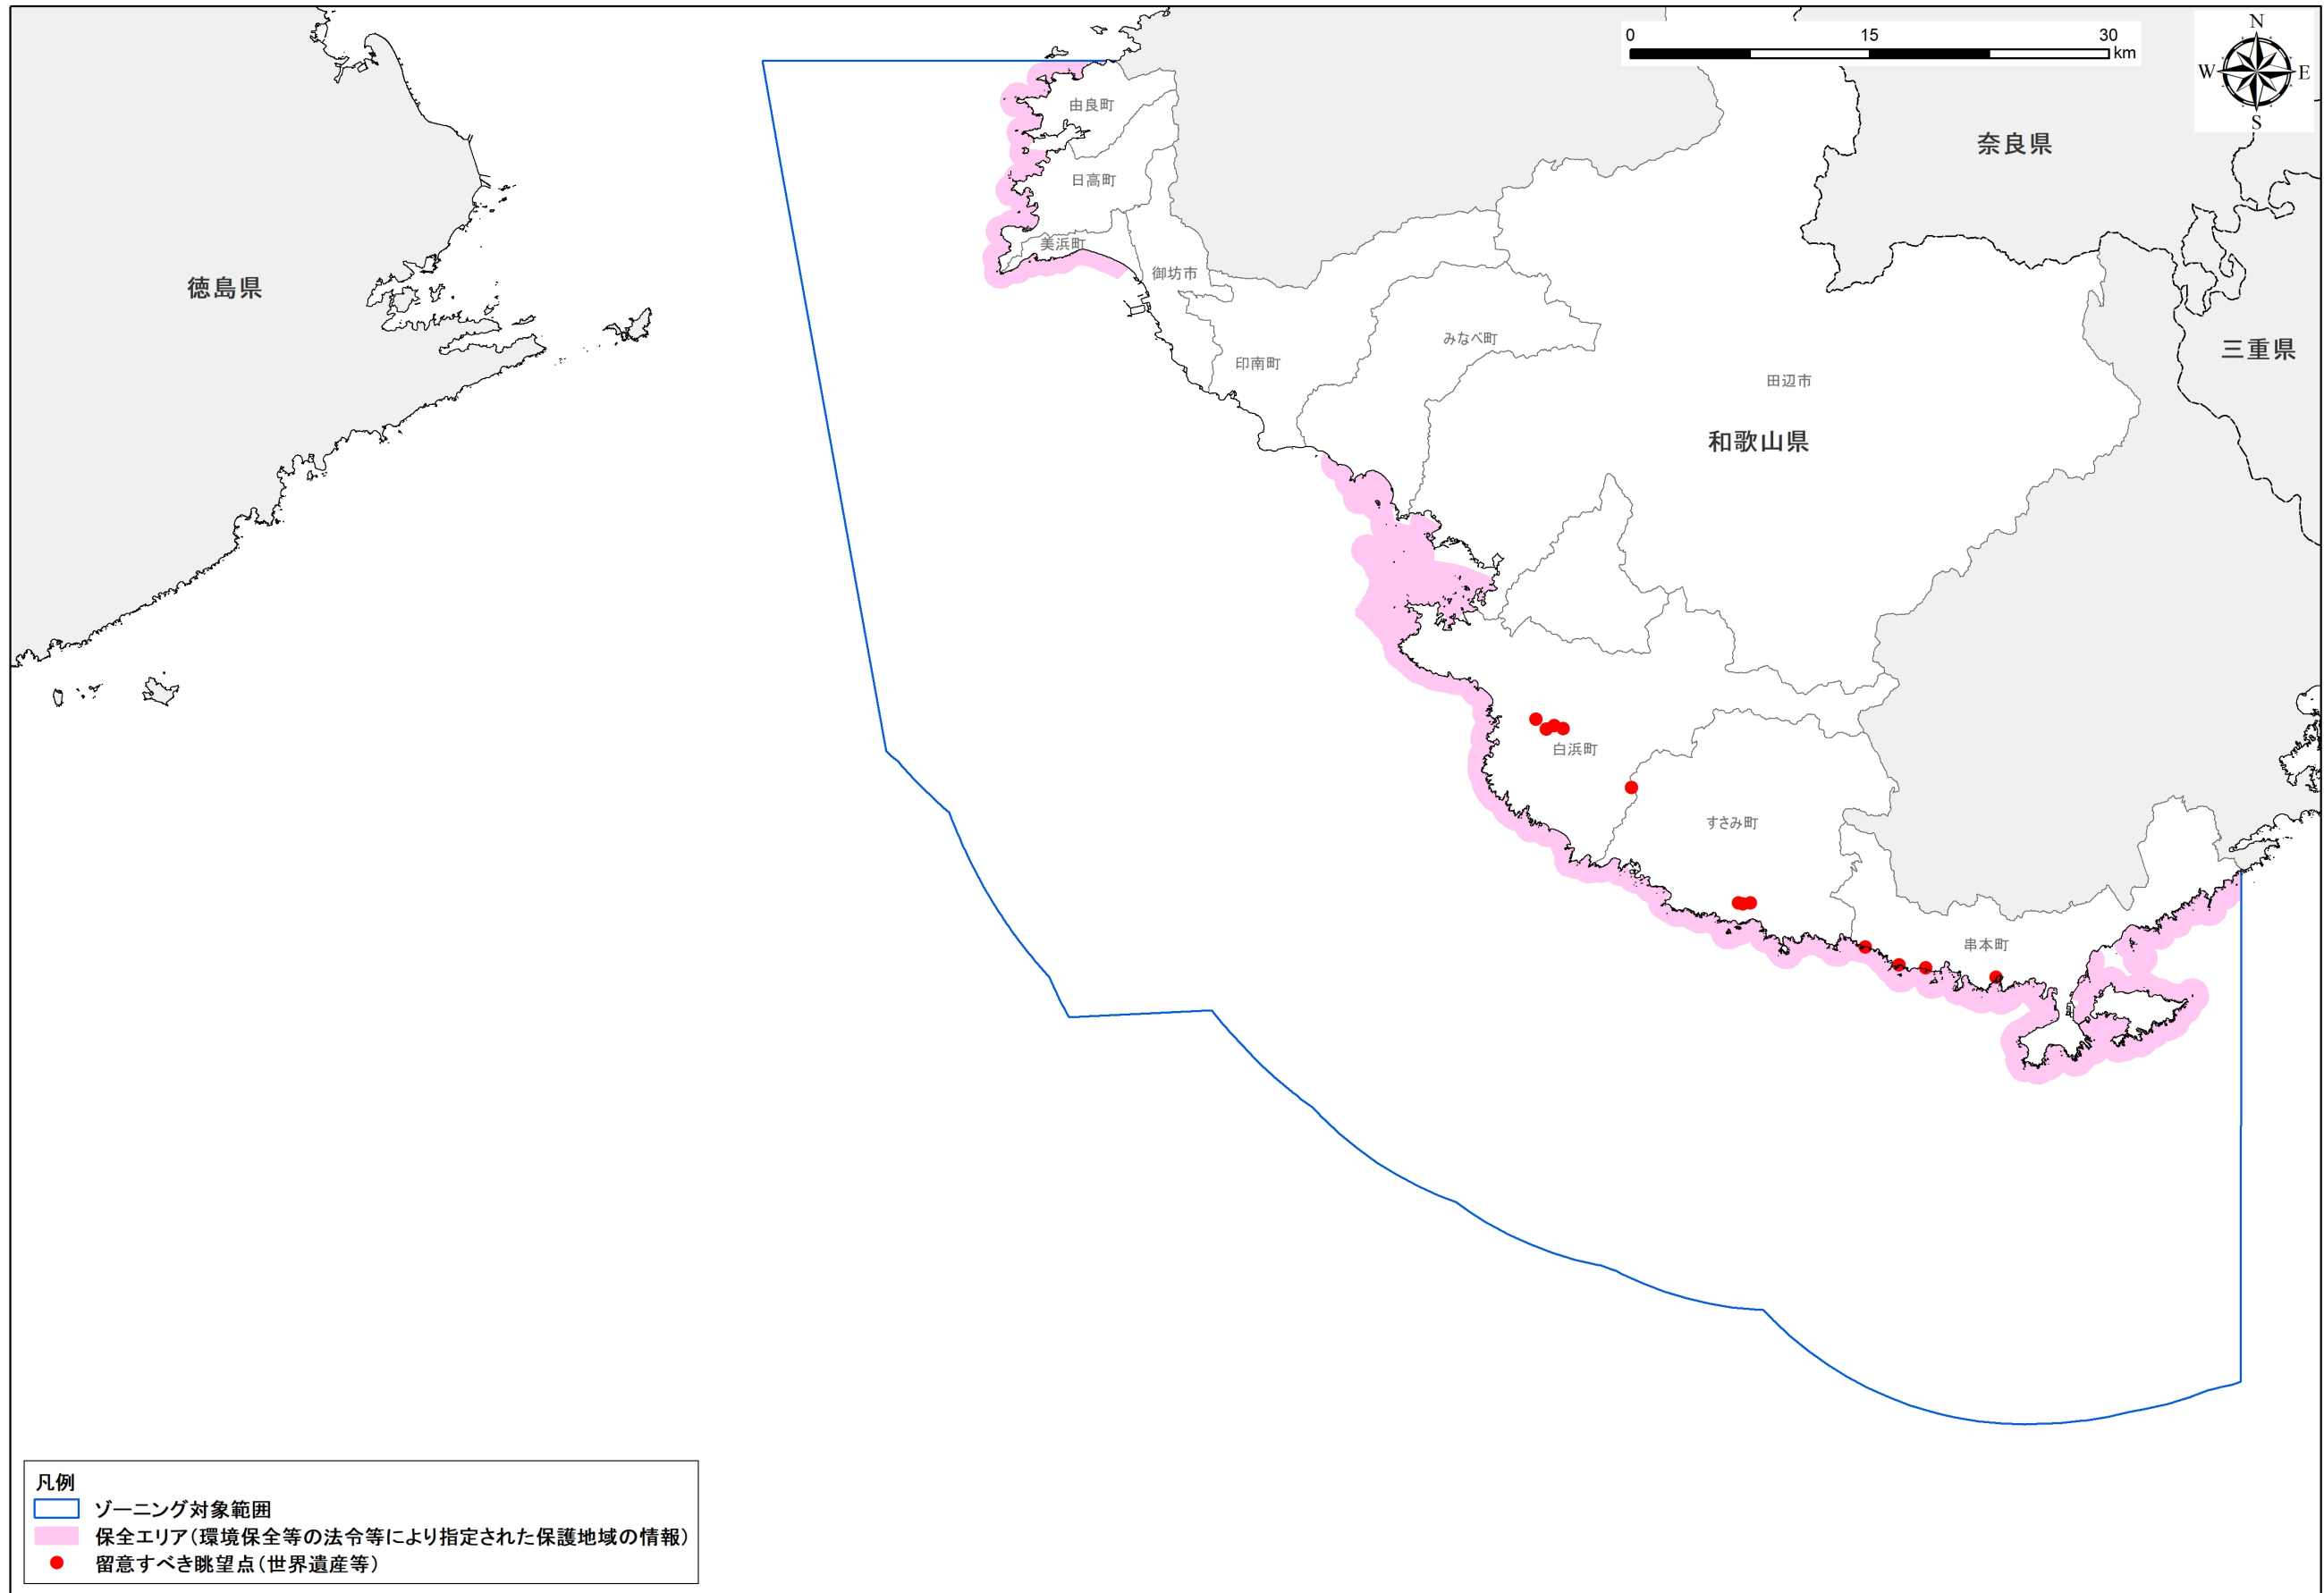 0 15 30
km
N
W E
S
由良町
奈良県
日高町
美浜町
御坊市
徳島県
みなべ町
三重県
印南町
田辺市
和歌山県
白浜町
すさみ町
串本町
凡例
ゾーニング対象範囲
保全エリア(環境保全等の法令等により指定された保護地域の情報)
留意すべき眺望点(世界遺産等)